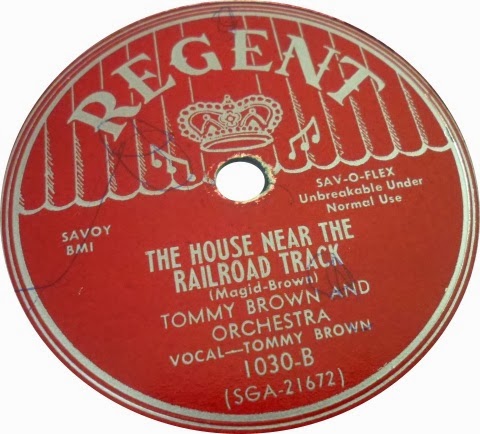 REGENT
SAV-O-FLEX
Unbreakable Under
Normal Use
SAVOY
BMI
THE HOUSE NEAR THE
RAILROAD TRACK
(Magid-Brown)
TOMMY BROWN AND
ORCHESTRA
VOCAL—TOMMY BROWN
1030-B
(SGA-21672)